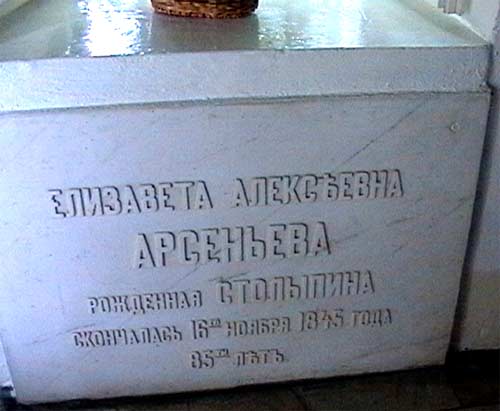 ЕЛИЗАВЕТА АЛЕКСѢЕВНА
АРСЕНЬЕВА
РОЖДЕННАЯ СТОЛЫПИНА
СКОНЧАЛАСЬ 16го НОЯБРЯ 1845 ГОДА
85ти ЛѢТЪ.